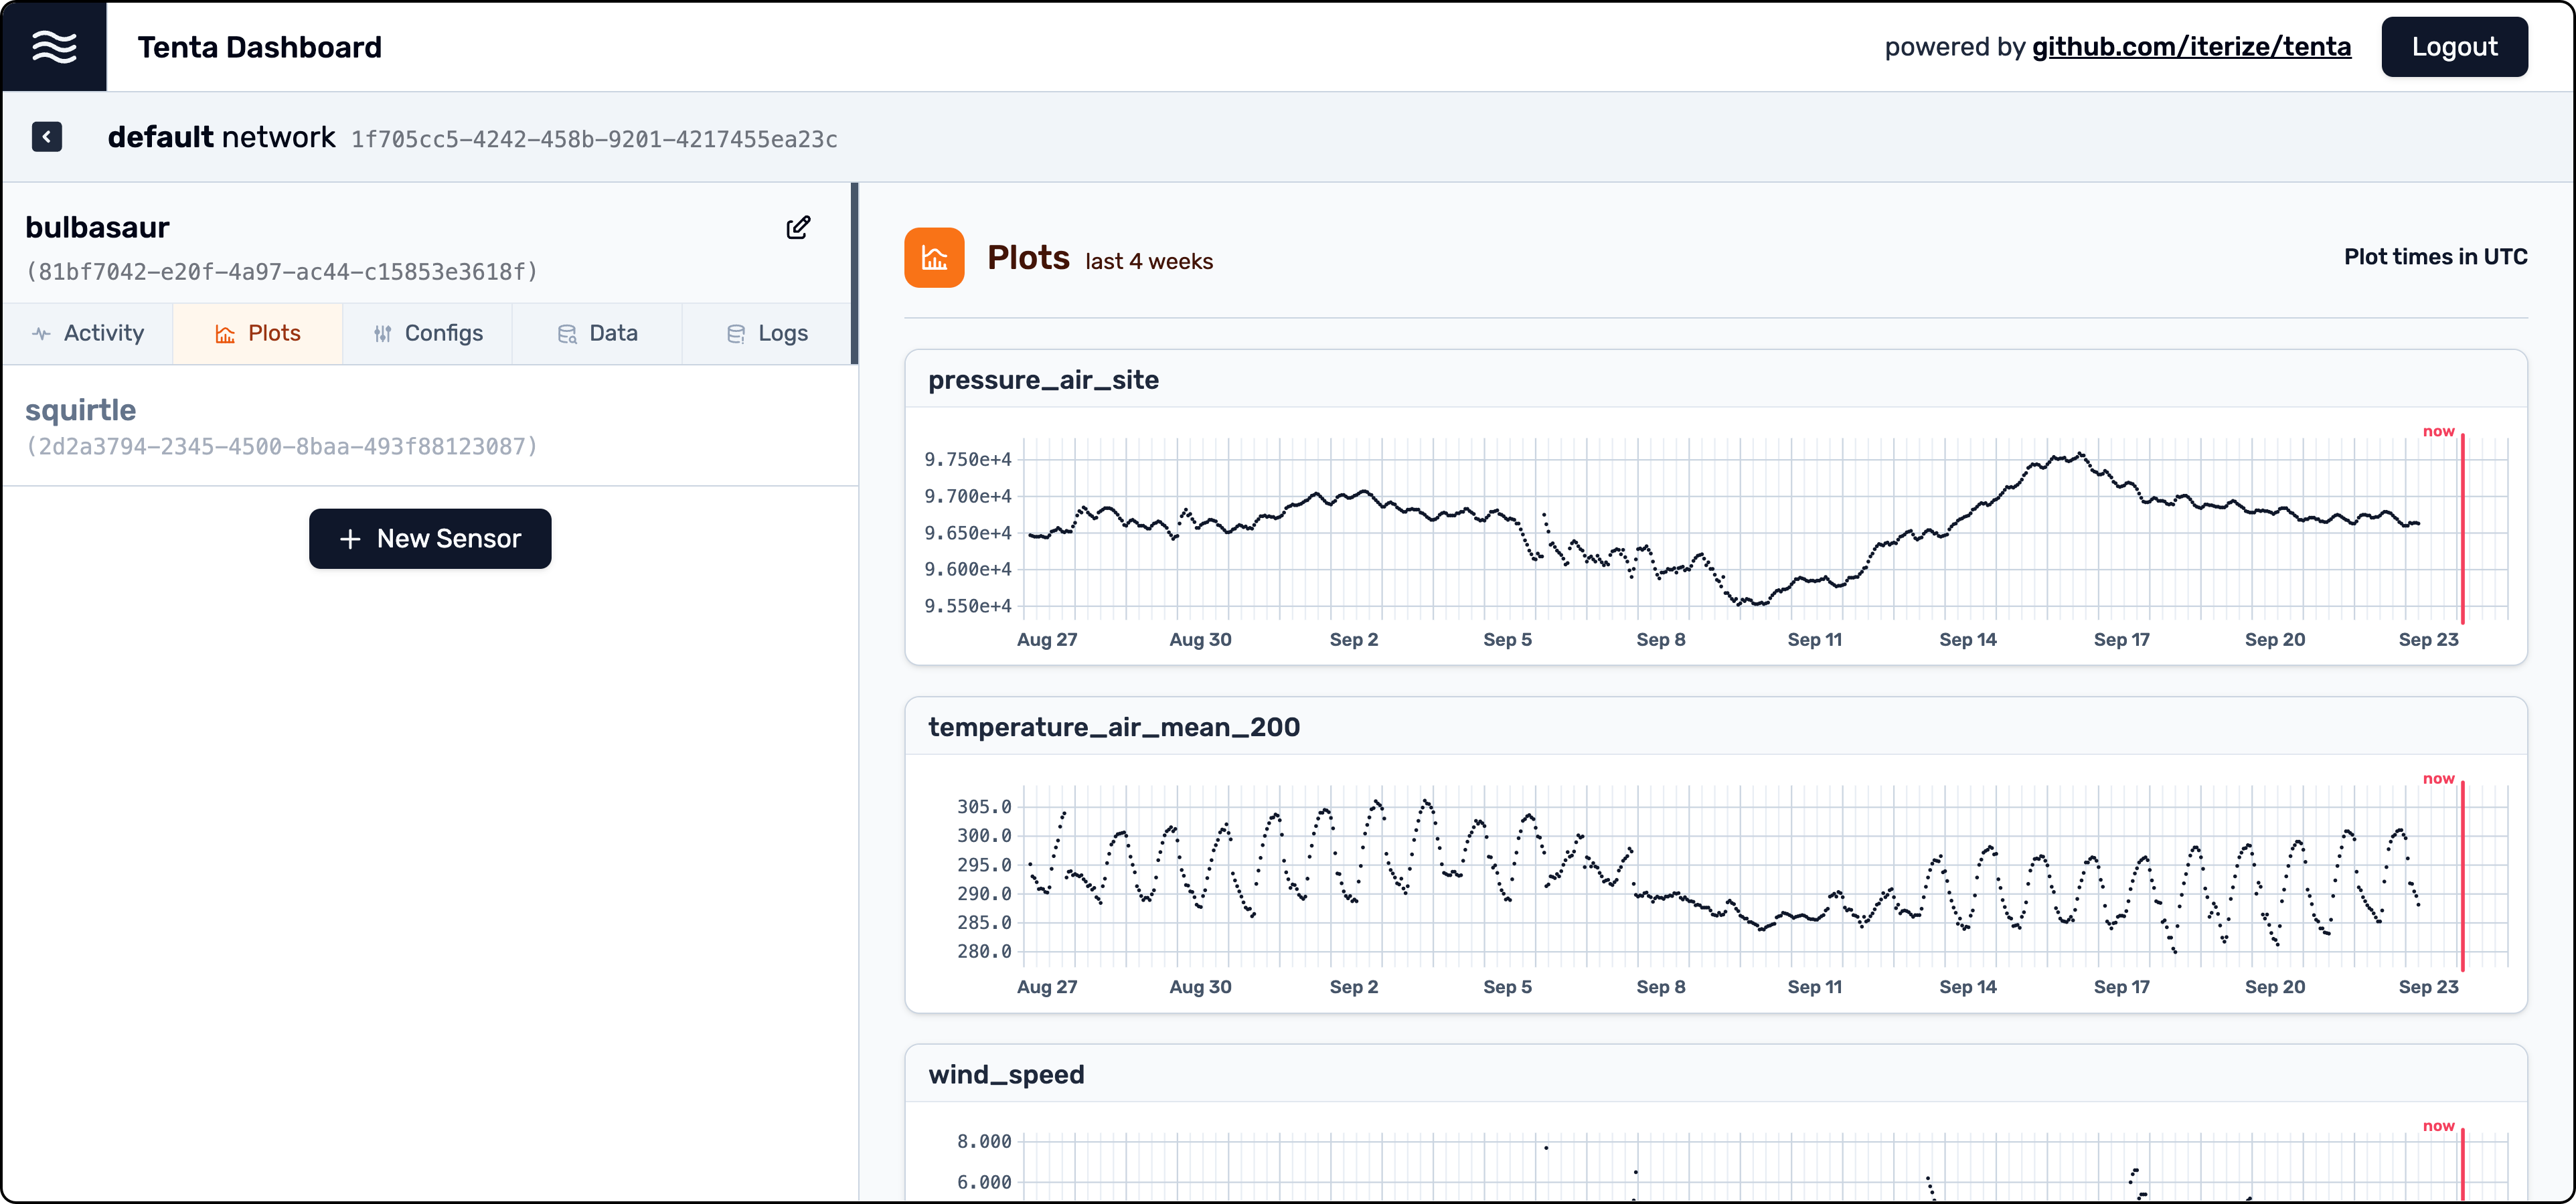 Tenta Dashboard
powered by github.com/iterize/tenta
Logout
default network 1f705cc5-4242-458b-9201-4217455ea23c
bulbasaur
(81bf7042-e20f-4a97-ac44-c15853e3618f)
Activity
Plots
Configs
Data
Logs
squirtle
(2d2a3794-2345-4500-8baa-493f88123087)
+ New Sensor
Plots last 4 weeks
Plot times in UTC
pressure_air_site
now
9.750e+4
9.700e+4
9.650e+4
9.600e+4
9.550e+4
Aug 27 Aug 30 Sep 2 Sep 5 Sep 8 Sep 11 Sep 14 Sep 17 Sep 20 Sep 23
temperature_air_mean_200
now
305.0
300.0
295.0
290.0
285.0
280.0
Aug 27 Aug 30 Sep 2 Sep 5 Sep 8 Sep 11 Sep 14 Sep 17 Sep 20 Sep 23
wind_speed
now
8.000
6.000